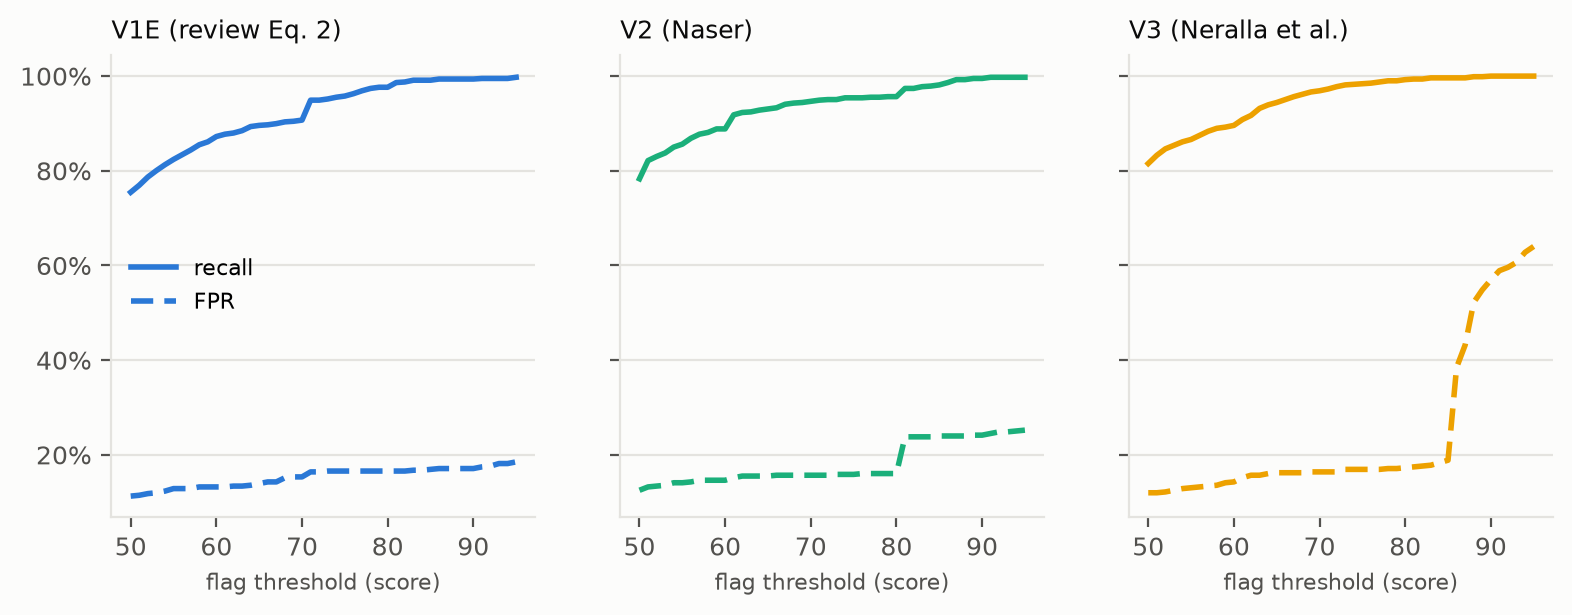 V1E (review Eq. 2)
V2 (Naser)
V3 (Neralla et al.)
100%
80%
60%
40%
20%
recall
FPR
50 60 70 80 90
50 60 70 80 90
50 60 70 80 90
flag threshold (score)
flag threshold (score)
flag threshold (score)